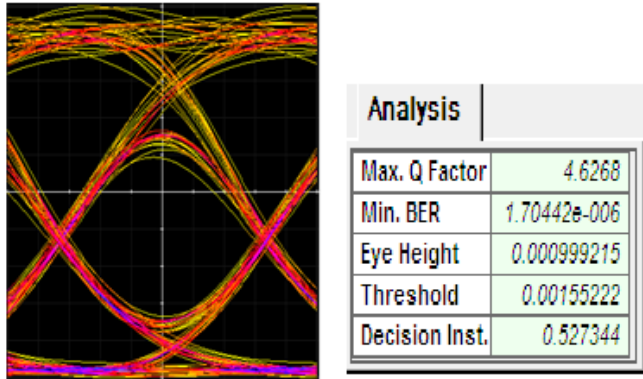 Analysis
Max. Q Factor 4.6268
Min. BER 1.70442e-006
Eye Height 0.000999215
Threshold 0.00155222
Decision Inst. 0.527344